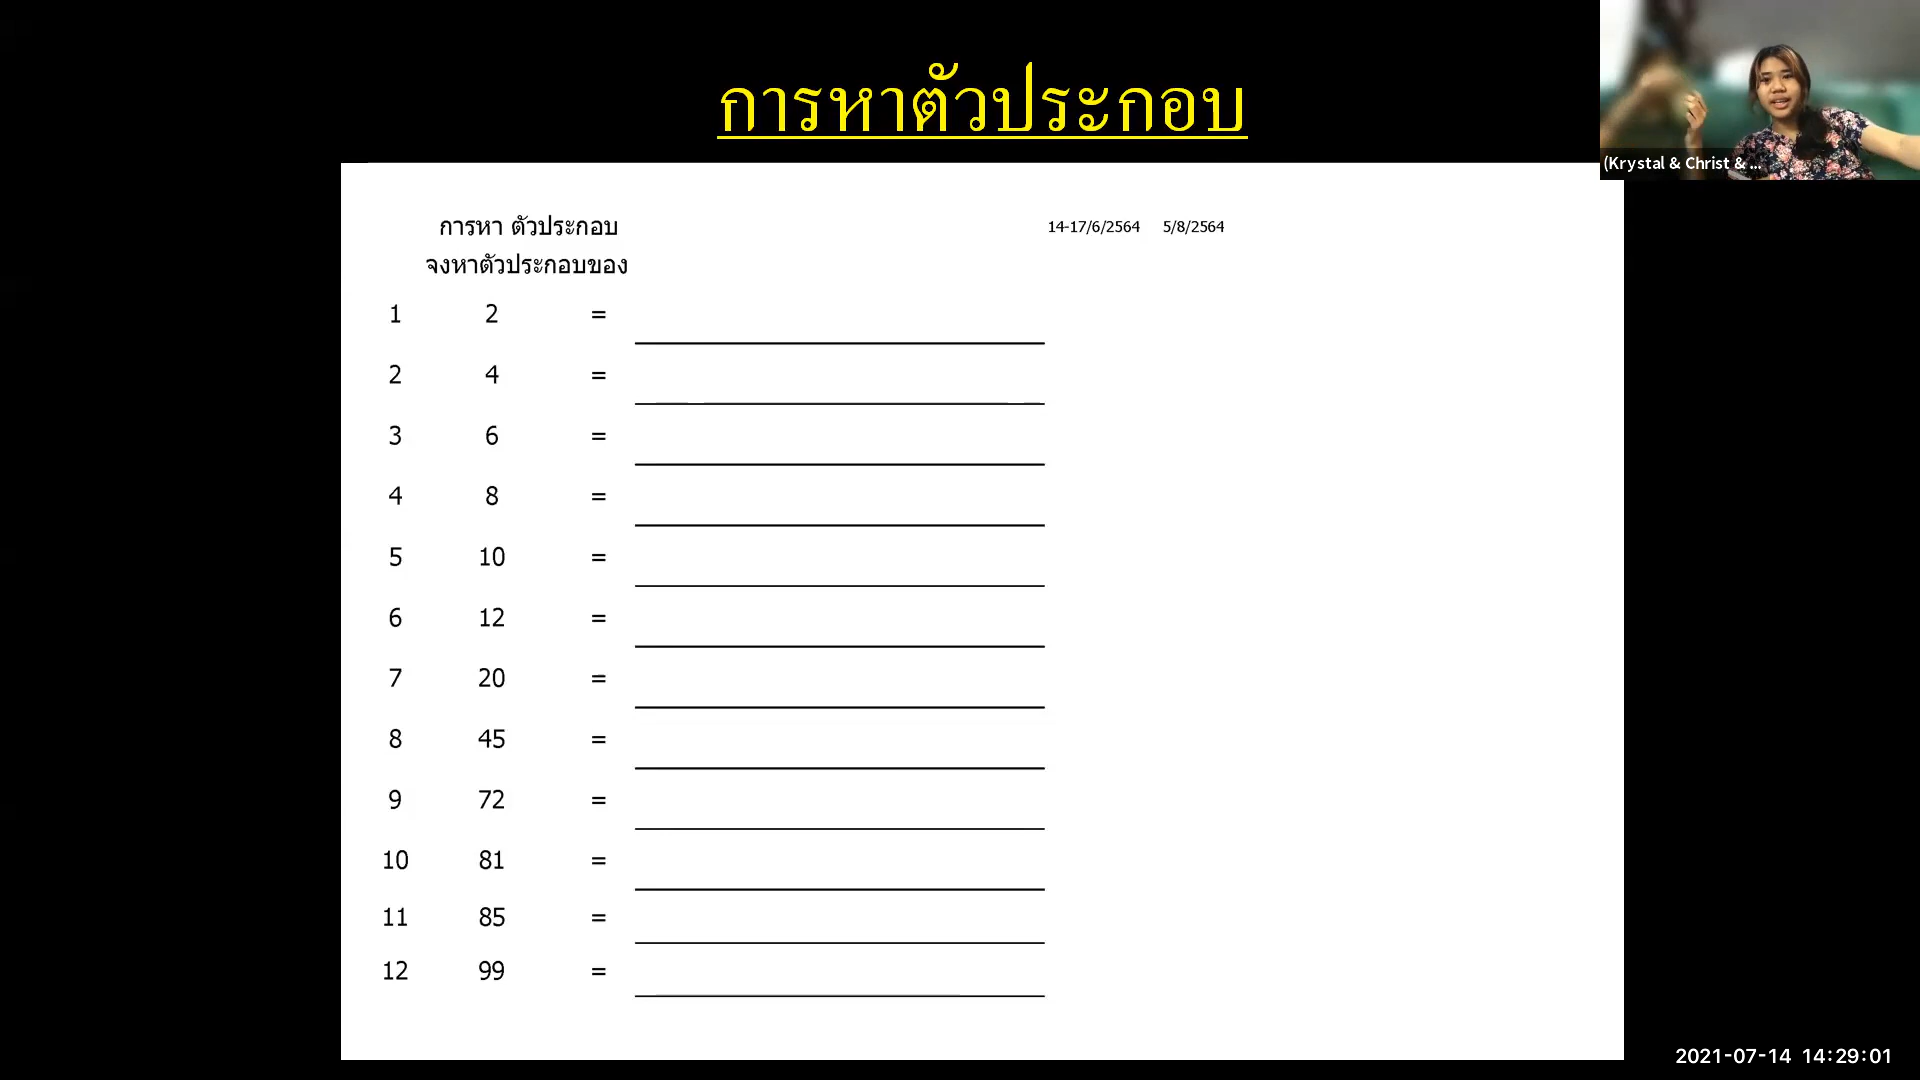 การหาตัวประกอบ
(Krystal & Christ & ...
การหา ตัวประกอบ 14-17/6/2564 5/8/2564
จงหาตัวประกอบของ
1 2 =
2 4 =
3 6 =
4 8 =
5 10 =
6 12 =
7 20 =
8 45 =
9 72 =
10 81 =
11 85 =
12 99 =
2021-07-14 14:29:01